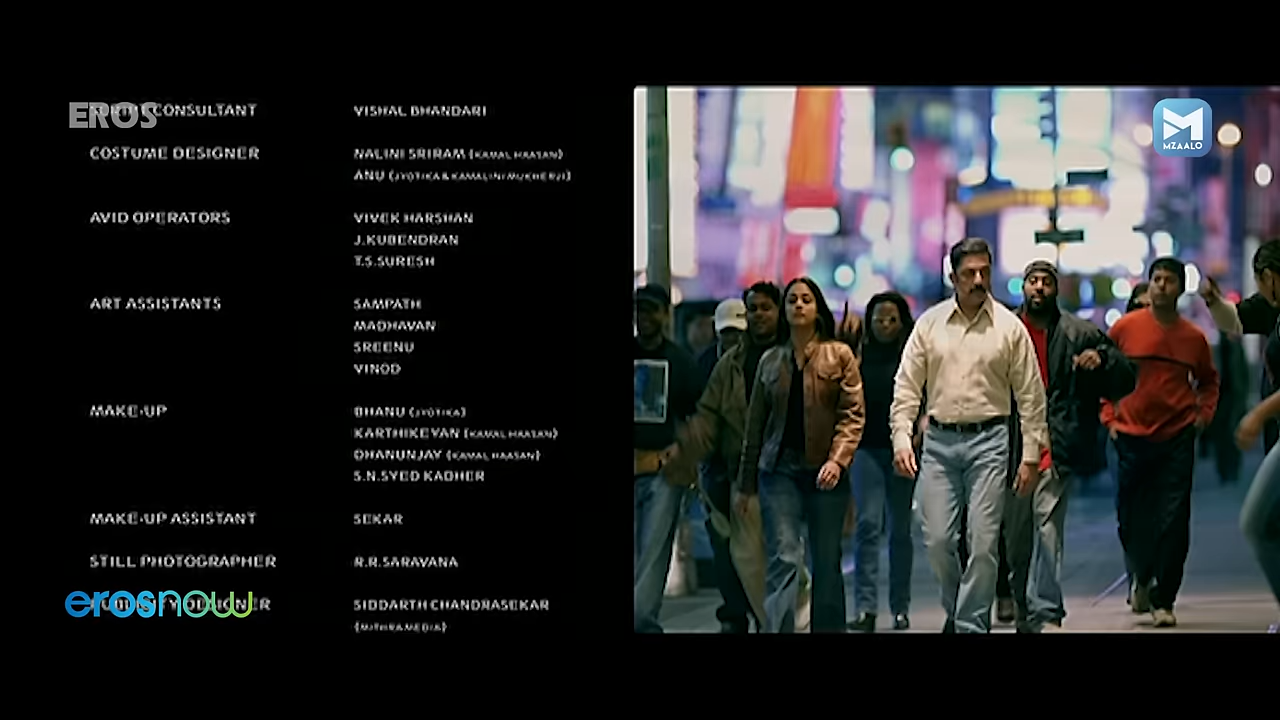 EROS
SCRIPT CONSULTANT VISHAL BHANDARI
MZAALO
COSTUME DESIGNER NALINI SRIRAM (KAMAL HAASAN)
ANU (JYOTIKA & KAMALINI MUKHERJI)
AVID OPERATORS VIVEK HARSHAN
J.KUBENDRAN
T.S.SURESH
ART ASSISTANTS SAMPATH
MADHAVAN
SREENU
VINOD
MAKE-UP BHANU (JYOTIKA)
KARTHIKEYAN (KAMAL HAASAN)
DHANUNJAY (KAMAL HAASAN)
S.N.SYED KADHER
MAKE-UP ASSISTANT SEKAR
STILL PHOTOGRAPHER R.R.SARAVANA
erosnow
SIDDARTH CHANDRASEKAR
(MITHRA MEDIA)